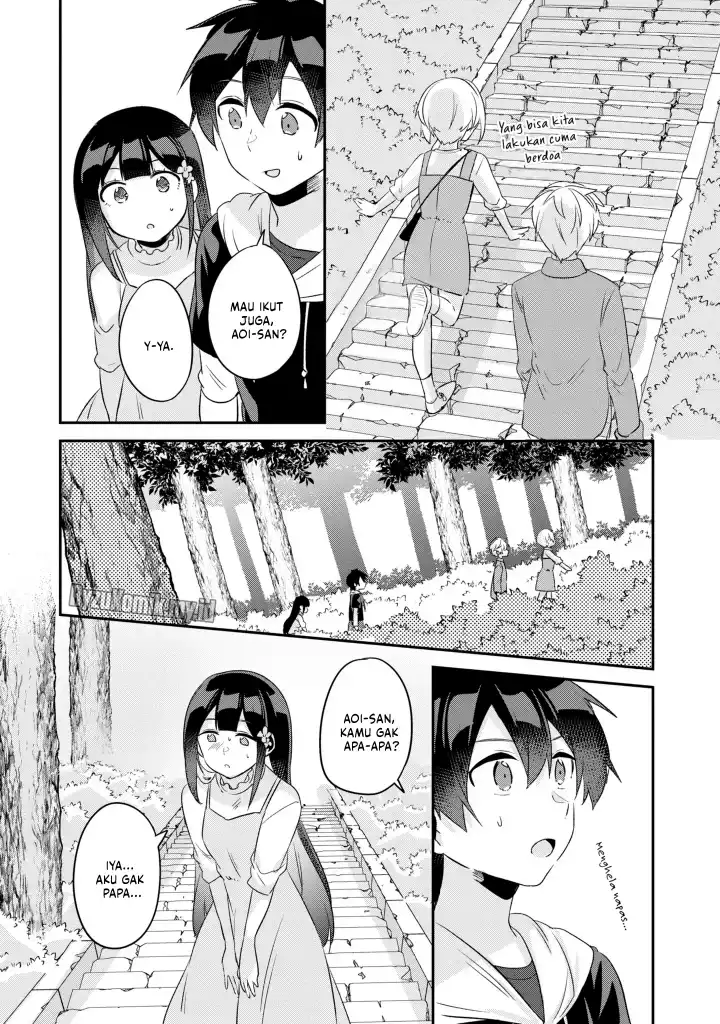 Yang bisa kita
lakukan cuma
berdoa
MAU IKUT
JUGA,
AOI-SAN?
Y-YA.
AOI-SAN,
KAMU GAK
APA-APA?
Menghela napas...
IYA...
AKU GAK
PAPA...